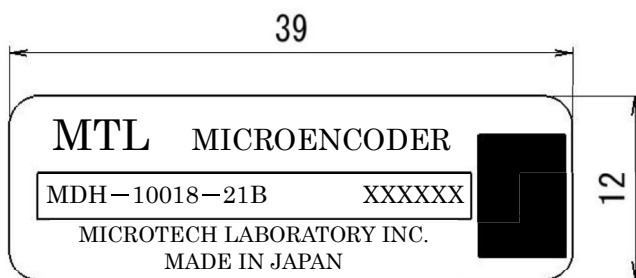 39
MTL MICROENCODER
MDH−10018−21B XXXXXX
12
MICROTECH LABORATORY INC.
MADE IN JAPAN